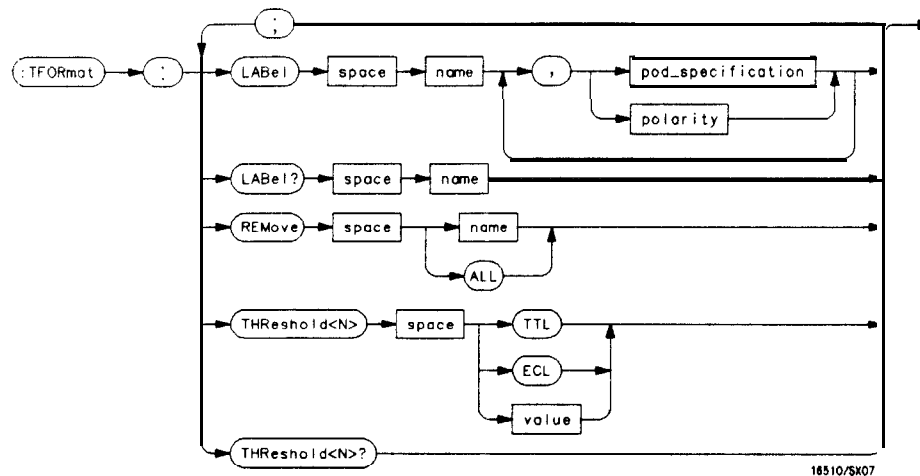 ;
:TFORmat : LABel space name , pod_specification
polarity
LABel? space name
REMove space name
ALL
THReshold<N> space TTL
ECL
value
THReshold<N>?
16510/SX07